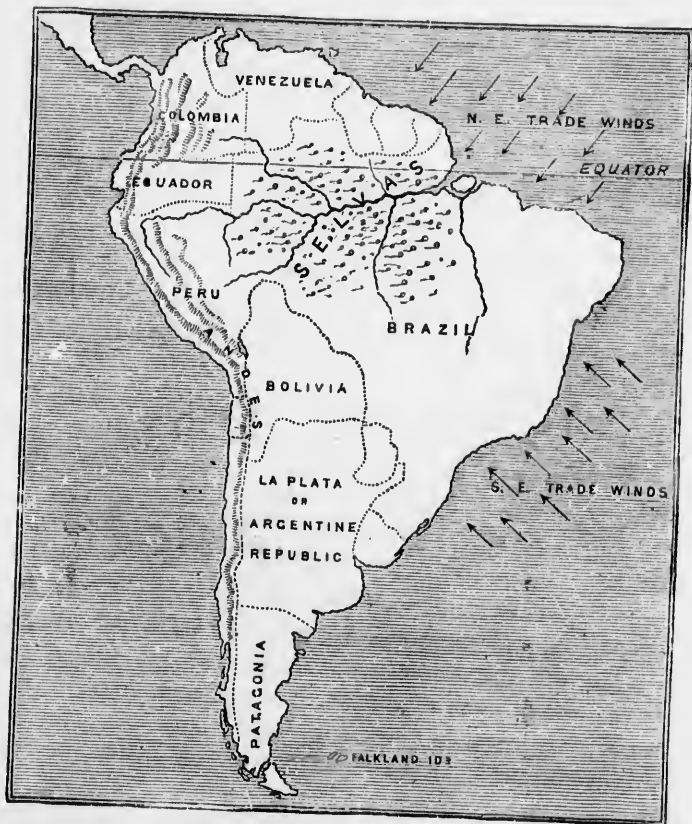 VENEZUELA
COLOMBIA
N. E. TRADE WINDS
EQUATOR
ECUADOR
SELVAS
PERU
BRAZIL
ANDES
BOLIVIA
LA PLATA
OR
ARGENTINE
REPUBLIC
S. E. TRADE WINDS
PATAGONIA
FALKLAND IDS